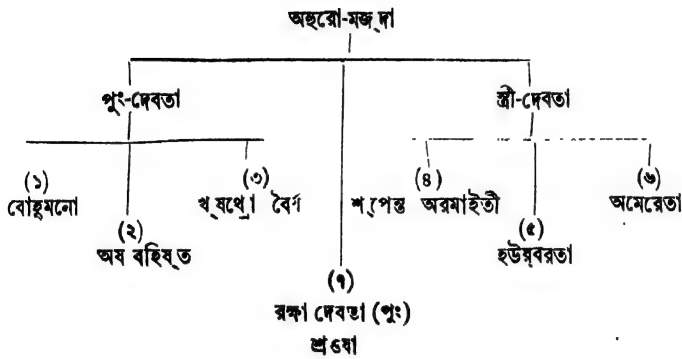 অহুরো-মজ্‌দা
পুং-দেবতা
স্ত্রী-দেবতা
(১)
বোহুমনো
(২)
অষ বহিষ্‌ত
(৩)
খ্‌ষথ্রো বৈর্য
(৪)
শ্‌পেন্ত অরমাইতী
(৫)
হউর্‌বরতা
(৬)
অমেরেতা
(৭)
রক্ষা দেবতা (পুং)
শ্রওষা